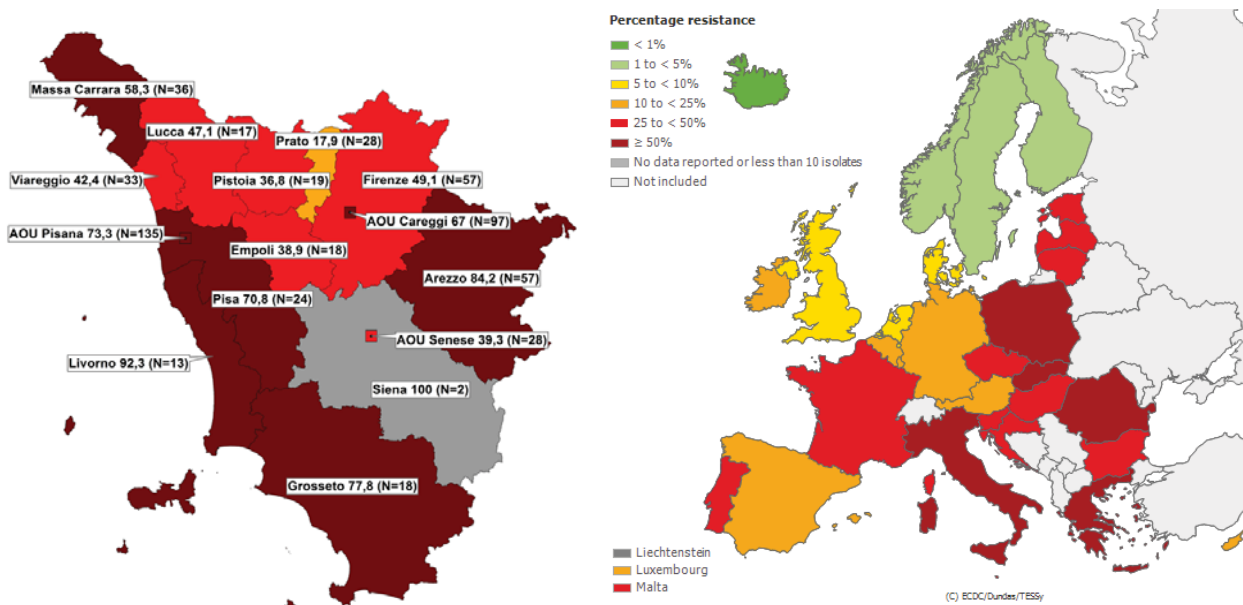 Massa Carrara 58,3 (N=36)
Lucca 47,1 (N=17)
Prato 17,9 (N=28)
Viareggio 42,4 (N=33)
Pistoia 36,8 (N=19)
Firenze 49,1 (N=57)
AOU Careggi 67 (N=97)
AOU Pisana 73,3 (N=135)
Empoli 38,9 (N=18)
Arezzo 84,2 (N=57)
Pisa 70,8 (N=24)
AOU Senese 39,3 (N=28)
Livorno 92,3 (N=13)
Siena 100 (N=2)
Grosseto 77,8 (N=18)
Percentage resistance
< 1%
1 to < 5%
5 to < 10%
10 to < 25%
25 to < 50%
≥ 50%
No data reported or less than 10 isolates
Not included
Liechtenstein
Luxembourg
Malta
(C) ECDC/Dundas/TESSy